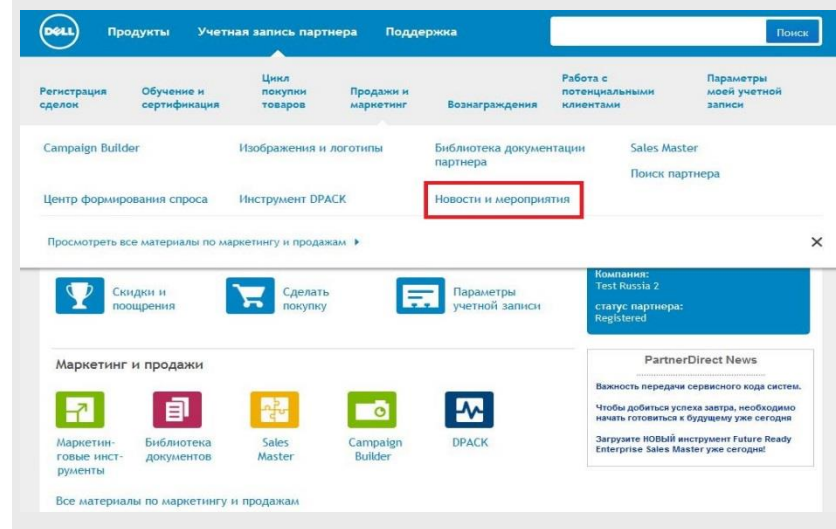 DELL
Продукты
Учетная запись партнера
Поддержка
Поиск
Регистрация
сделок
Обучение и
сертификация
Цикл
покупки
товаров
Продажи и
маркетинг
Вознаграждения
Работа с
потенциальными
клиентами
Параметры
моей учетной
записи
Campaign Builder
Изображения и логотипы
Библиотека документации
партнера
Sales Master
Поиск партнера
Центр формирования спроса
Инструмент DPACK
Новости и мероприятия
Просмотреть все материалы по маркетингу и продажам
Скидки и
поощрения
Сделать
покупку
Параметры
учетной записи
Компания:
Test Russia 2
статус партнера:
Registered
Маркетинг и продажи
Маркетин-
говые инст-
рументы
Библиотека
документов
Sales
Master
Campaign
Builder
DPACK
Все материалы по маркетингу и продажам
PartnerDirect News
Важность передачи сервисного кода систем.
Чтобы добиться успеха завтра, необходимо
начать готовиться к будущему уже сегодня
Загрузите НОВЫЙ инструмент Future Ready
Enterprise Sales Master уже сегодня!